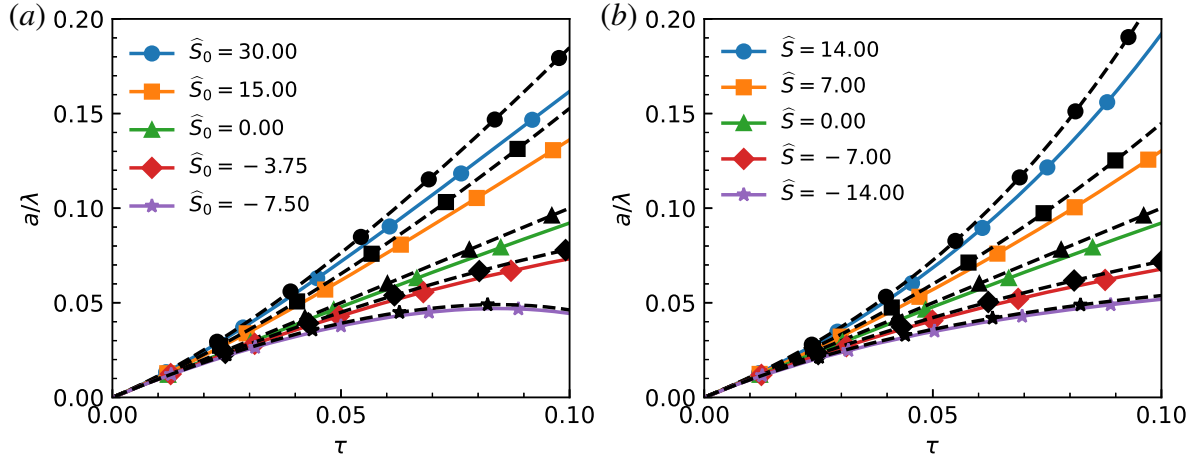 (a)
0.20
0.15
0.10
0.05
0.00
a/λ
Ŝ₀ = 30.00
Ŝ₀ = 15.00
Ŝ₀ = 0.00
Ŝ₀ = −3.75
Ŝ₀ = −7.50
0.00
0.05
0.10
τ
(b)
0.20
0.15
0.10
0.05
0.00
a/λ
Ŝ = 14.00
Ŝ = 7.00
Ŝ = 0.00
Ŝ = −7.00
Ŝ = −14.00
0.00
0.05
0.10
τ